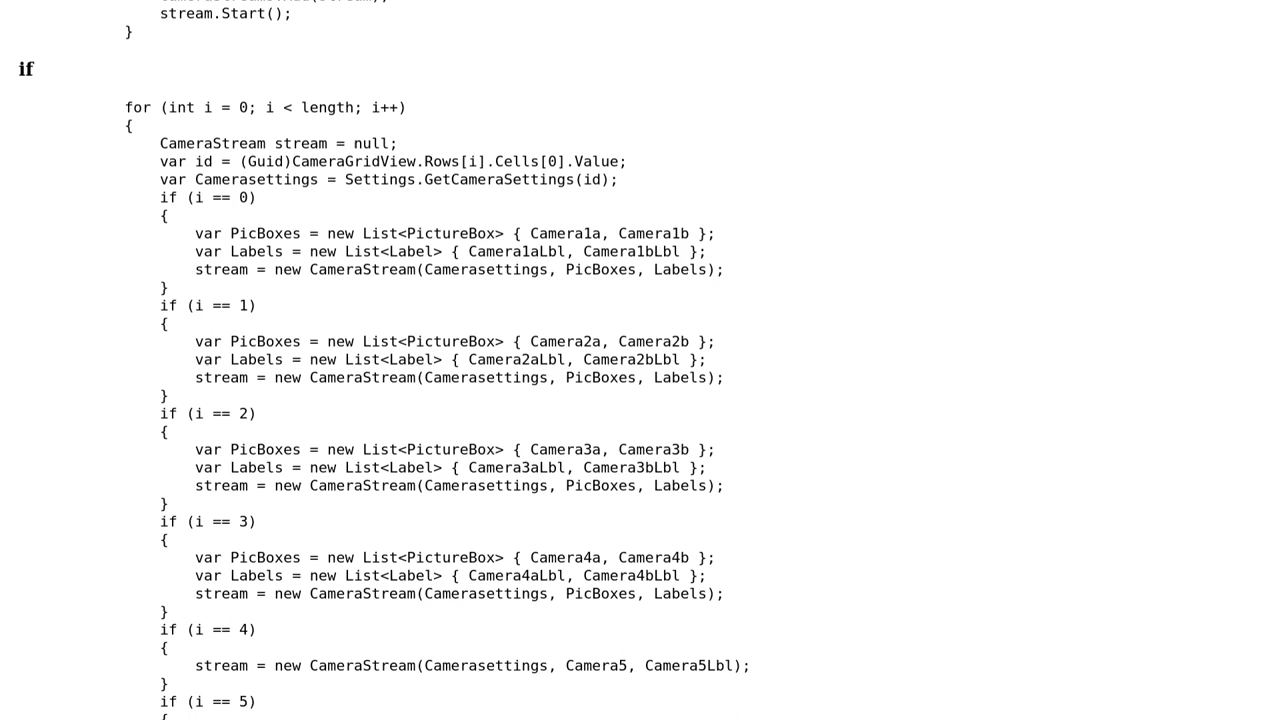 stream.Start();
}
if
for (int i = 0; i < length; i++)
{
CameraStream stream = null;
var id = (Guid)CameraGridView.Rows[i].Cells[0].Value;
var Camerasettings = Settings.GetCameraSettings(id);
if (i == 0)
{
var PicBoxes = new List<PictureBox> { Camera1a, Camera1b };
var Labels = new List<Label> { Camera1aLbl, Camera1bLbl };
stream = new CameraStream(Camerasettings, PicBoxes, Labels);
}
if (i == 1)
{
var PicBoxes = new List<PictureBox> { Camera2a, Camera2b };
var Labels = new List<Label> { Camera2aLbl, Camera2bLbl };
stream = new CameraStream(Camerasettings, PicBoxes, Labels);
}
if (i == 2)
{
var PicBoxes = new List<PictureBox> { Camera3a, Camera3b };
var Labels = new List<Label> { Camera3aLbl, Camera3bLbl };
stream = new CameraStream(Camerasettings, PicBoxes, Labels);
}
if (i == 3)
{
var PicBoxes = new List<PictureBox> { Camera4a, Camera4b };
var Labels = new List<Label> { Camera4aLbl, Camera4bLbl };
stream = new CameraStream(Camerasettings, PicBoxes, Labels);
}
if (i == 4)
{
stream = new CameraStream(Camerasettings, Camera5, Camera5Lbl);
}
if (i == 5)
{